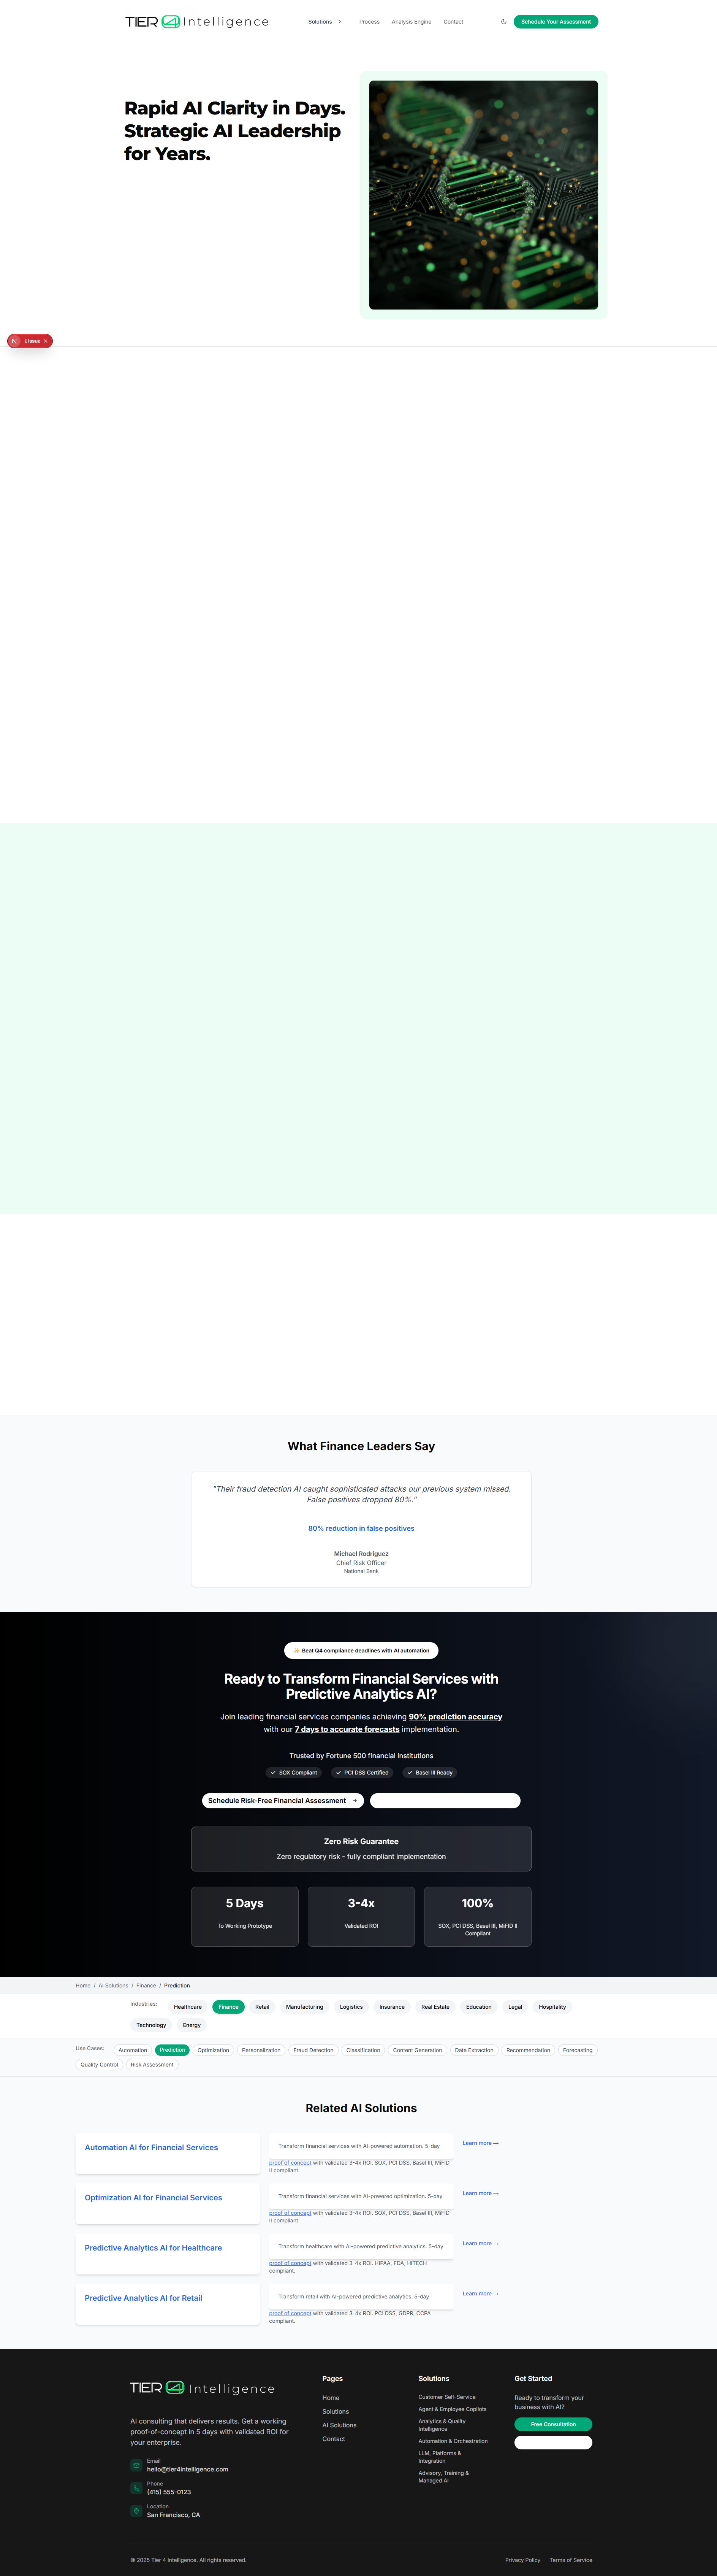 TIER 4 Intelligence
Solutions
Process
Analysis Engine
Contact
Schedule Your Assessment
Rapid AI Clarity in Days.
Strategic AI Leadership
for Years.
N
1 Issue
What Finance Leaders Say
"Their fraud detection AI caught sophisticated attacks our previous system missed.
False positives dropped 80%."
80% reduction in false positives
Michael Rodriguez
Chief Risk Officer
National Bank
✨ Beat Q4 compliance deadlines with AI automation
Ready to Transform Financial Services with
Predictive Analytics AI?
Join leading financial services companies achieving 90% prediction accuracy
with our 7 days to accurate forecasts implementation.
Trusted by Fortune 500 financial institutions
SOX Compliant
PCI DSS Certified
Basel III Ready
Schedule Risk-Free Financial Assessment →
Zero Risk Guarantee
Zero regulatory risk - fully compliant implementation
5 Days
To Working Prototype
3-4x
Validated ROI
100%
SOX, PCI DSS, Basel III, MiFID II
Compliant
Home / AI Solutions / Finance / Prediction
Industries:
Healthcare
Finance
Retail
Manufacturing
Logistics
Insurance
Real Estate
Education
Legal
Hospitality
Technology
Energy
Use Cases:
Automation
Prediction
Optimization
Personalization
Fraud Detection
Classification
Content Generation
Data Extraction
Recommendation
Forecasting
Quality Control
Risk Assessment
Related AI Solutions
Automation AI for Financial Services
Transform financial services with AI-powered automation. 5-day
proof of concept with validated 3-4x ROI. SOX, PCI DSS, Basel III, MiFID
II compliant.
Learn more →
Optimization AI for Financial Services
Transform financial services with AI-powered optimization. 5-day
proof of concept with validated 3-4x ROI. SOX, PCI DSS, Basel III, MiFID
II compliant.
Learn more →
Predictive Analytics AI for Healthcare
Transform healthcare with AI-powered predictive analytics. 5-day
proof of concept with validated 3-4x ROI. HIPAA, FDA, HITECH
compliant.
Learn more →
Predictive Analytics AI for Retail
Transform retail with AI-powered predictive analytics. 5-day
proof of concept with validated 3-4x ROI. PCI DSS, GDPR, CCPA
compliant.
Learn more →
TIER 4 Intelligence
AI consulting that delivers results. Get a working
proof-of-concept in 5 days with validated ROI for
your enterprise.
Email
hello@tier4intelligence.com
Phone
(415) 555-0123
Location
San Francisco, CA
Pages
Home
Solutions
AI Solutions
Contact
Solutions
Customer Self-Service
Agent & Employee Copilots
Analytics & Quality
Intelligence
Automation & Orchestration
LLM, Platforms &
Integration
Advisory, Training &
Managed AI
Get Started
Ready to transform your
business with AI?
Free Consultation
© 2025 Tier 4 Intelligence. All rights reserved.
Privacy Policy
Terms of Service